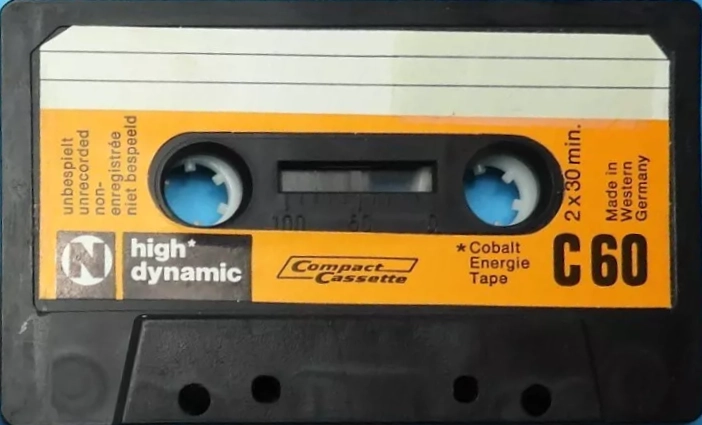 unbespielt
unrecorded
non-
enregistrée
niet bespeeld
100 50 0
2 x 30 min.
Made in
Western
Germany
N
high*
dynamic
Compact
Cassette
*Cobalt
Energie
Tape
C 60